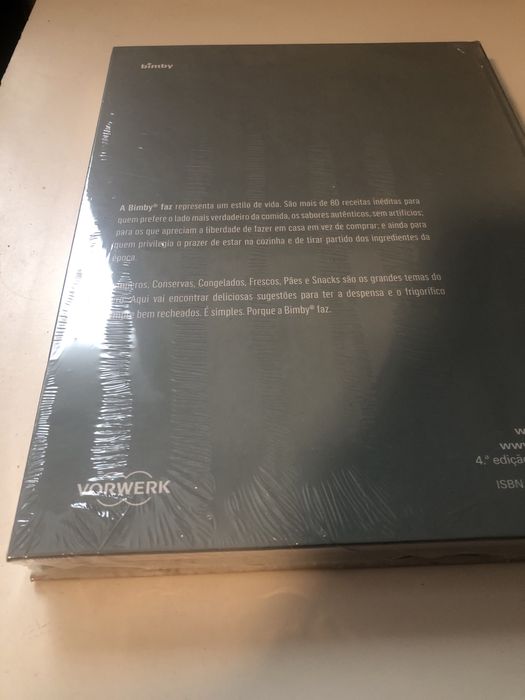 bimby
A Bimby® faz representa um estilo de vida. São mais de 80 receitas inéditas para
quem prefere o lado mais verdadeiro da comida, os sabores autênticos, sem artifícios;
para os que apreciam a liberdade de fazer em casa em vez de comprar; e ainda para
quem privilegia o prazer de estar na cozinha e de tirar partido dos ingredientes da
época.
Conservas, Congelados, Frescos, Pães e Snacks são os grandes temas do
Aqui vai encontrar deliciosas sugestões para ter a despensa e o frigorífico
bem recheados. É simples. Porque a Bimby® faz.
VORWERK
w
www
4.ª ediçã
ISBN